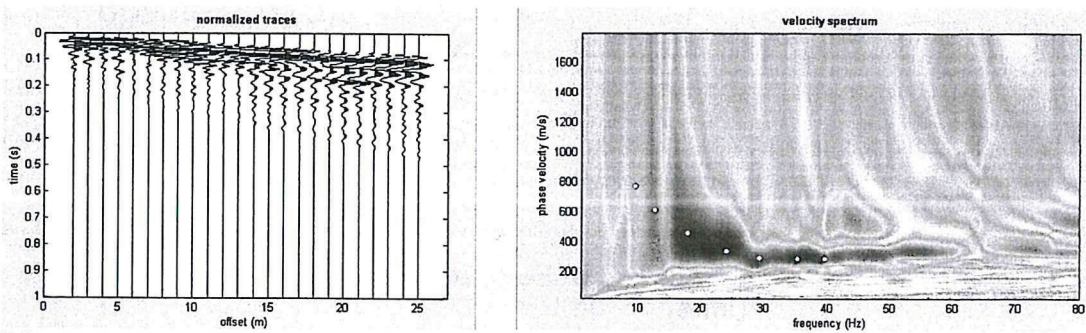 normalized traces
0
0.1
0.2
0.3
0.4
0.5
0.6
0.7
0.8
0.9
1
time (s)
0 5 10 15 20 25
offset (m)
velocity spectrum
1600
1400
1200
1000
800
600
400
200
phase velocity (m/s)
10 20 30 40 50 60 70 80
frequency (Hz)